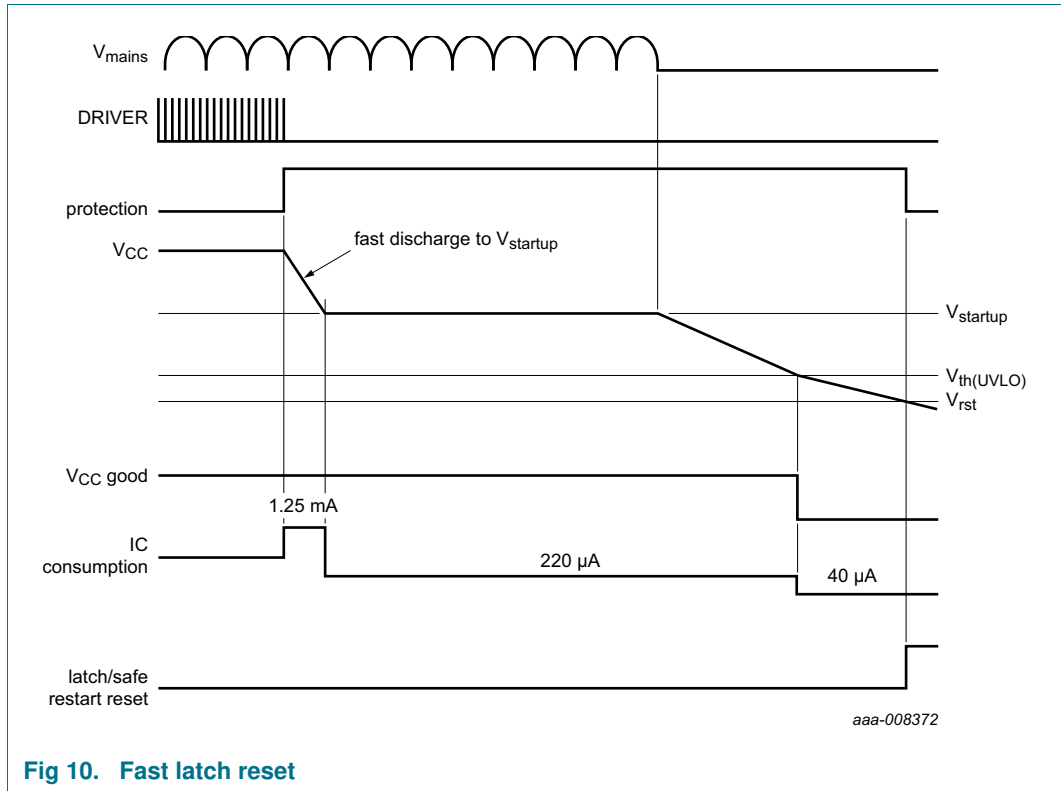 Vmains
DRIVER
protection
VCC
fast discharge to Vstartup
Vstartup
Vth(UVLO)
Vrst
VCC good
1.25 mA
IC
consumption
220 μA
40 μA
latch/safe
restart reset
aaa-008372
Fig 10. Fast latch reset